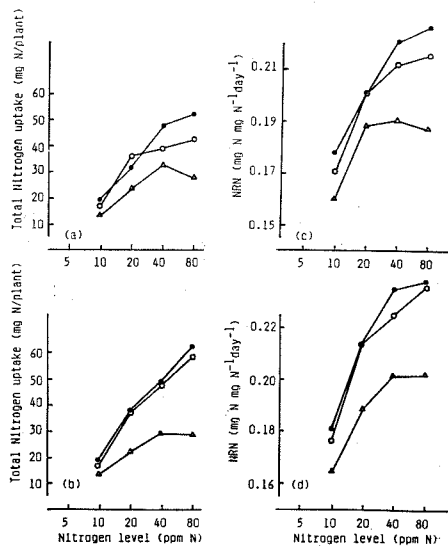 Total Nitrogen uptake (mg N/plant)
60
50
40
30
20
10
(a)
5 10 20 40 80
NRN (mg N mg N⁻¹day⁻¹)
0.21
0.19
0.17
0.15
(c)
5 10 20 40 80
Total Nitrogen uptake (mg N/plant)
60
50
40
30
20
10
(b)
5 10 20 40 80
Nitrogen level (ppm N)
NRN (mg N mg N⁻¹day⁻¹)
0.22
0.20
0.18
0.16
(d)
5 10 20 40 80
Nitrogen level (ppm N)